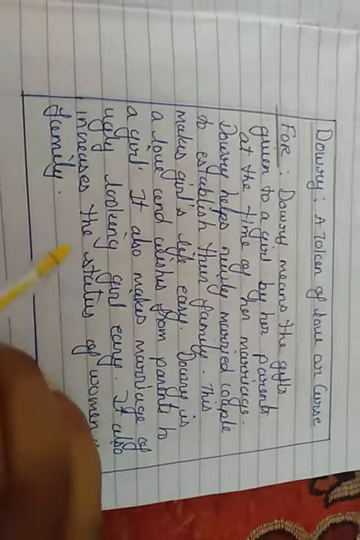 Dowry : A Token of love or Curse
For : Dowry means the gifts
given to a girl by her parents
at the time of her marriage.
Dowry helps newly married couple
to establish their family. This
makes girl's life easy. Dowry is
a love and wishes from parents to
a girl. It also makes marriage of
ugly looking girl easy. It also
increases the status of women
family.